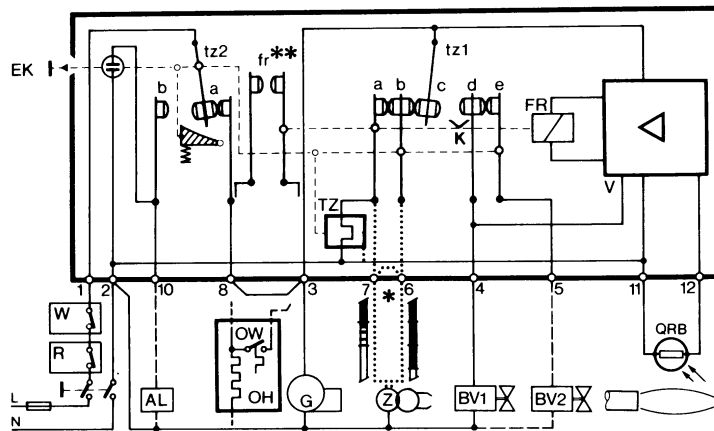 tz2
fr**
tz1
EK
b
a
a
b
c
d
e
FR
K
V
TZ
1
2
10
8
3
7
*
6
4
5
11
12
W
R
OW
OH
QRB
L
N
AL
G
Z
BV1
BV2